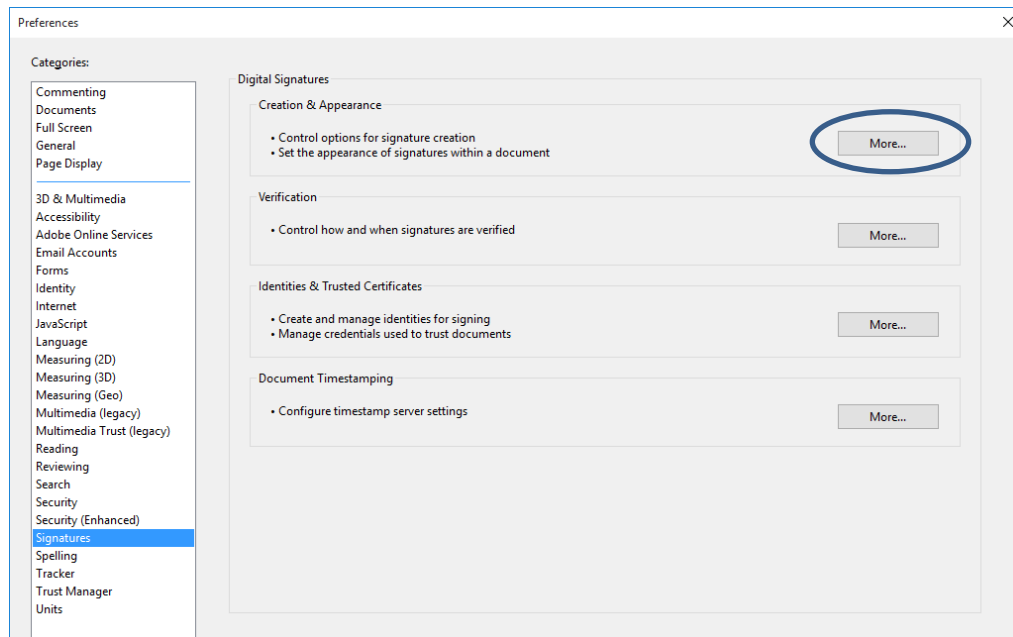 Preferences
Categories:
Commenting
Documents
Full Screen
General
Page Display
3D & Multimedia
Accessibility
Adobe Online Services
Email Accounts
Forms
Identity
Internet
JavaScript
Language
Measuring (2D)
Measuring (3D)
Measuring (Geo)
Multimedia (legacy)
Multimedia Trust (legacy)
Reading
Reviewing
Search
Security
Security (Enhanced)
Signatures
Spelling
Tracker
Trust Manager
Units
Digital Signatures
Creation & Appearance
• Control options for signature creation
• Set the appearance of signatures within a document
More...
Verification
• Control how and when signatures are verified
More...
Identities & Trusted Certificates
• Create and manage identities for signing
• Manage credentials used to trust documents
More...
Document Timestamping
• Configure timestamp server settings
More...